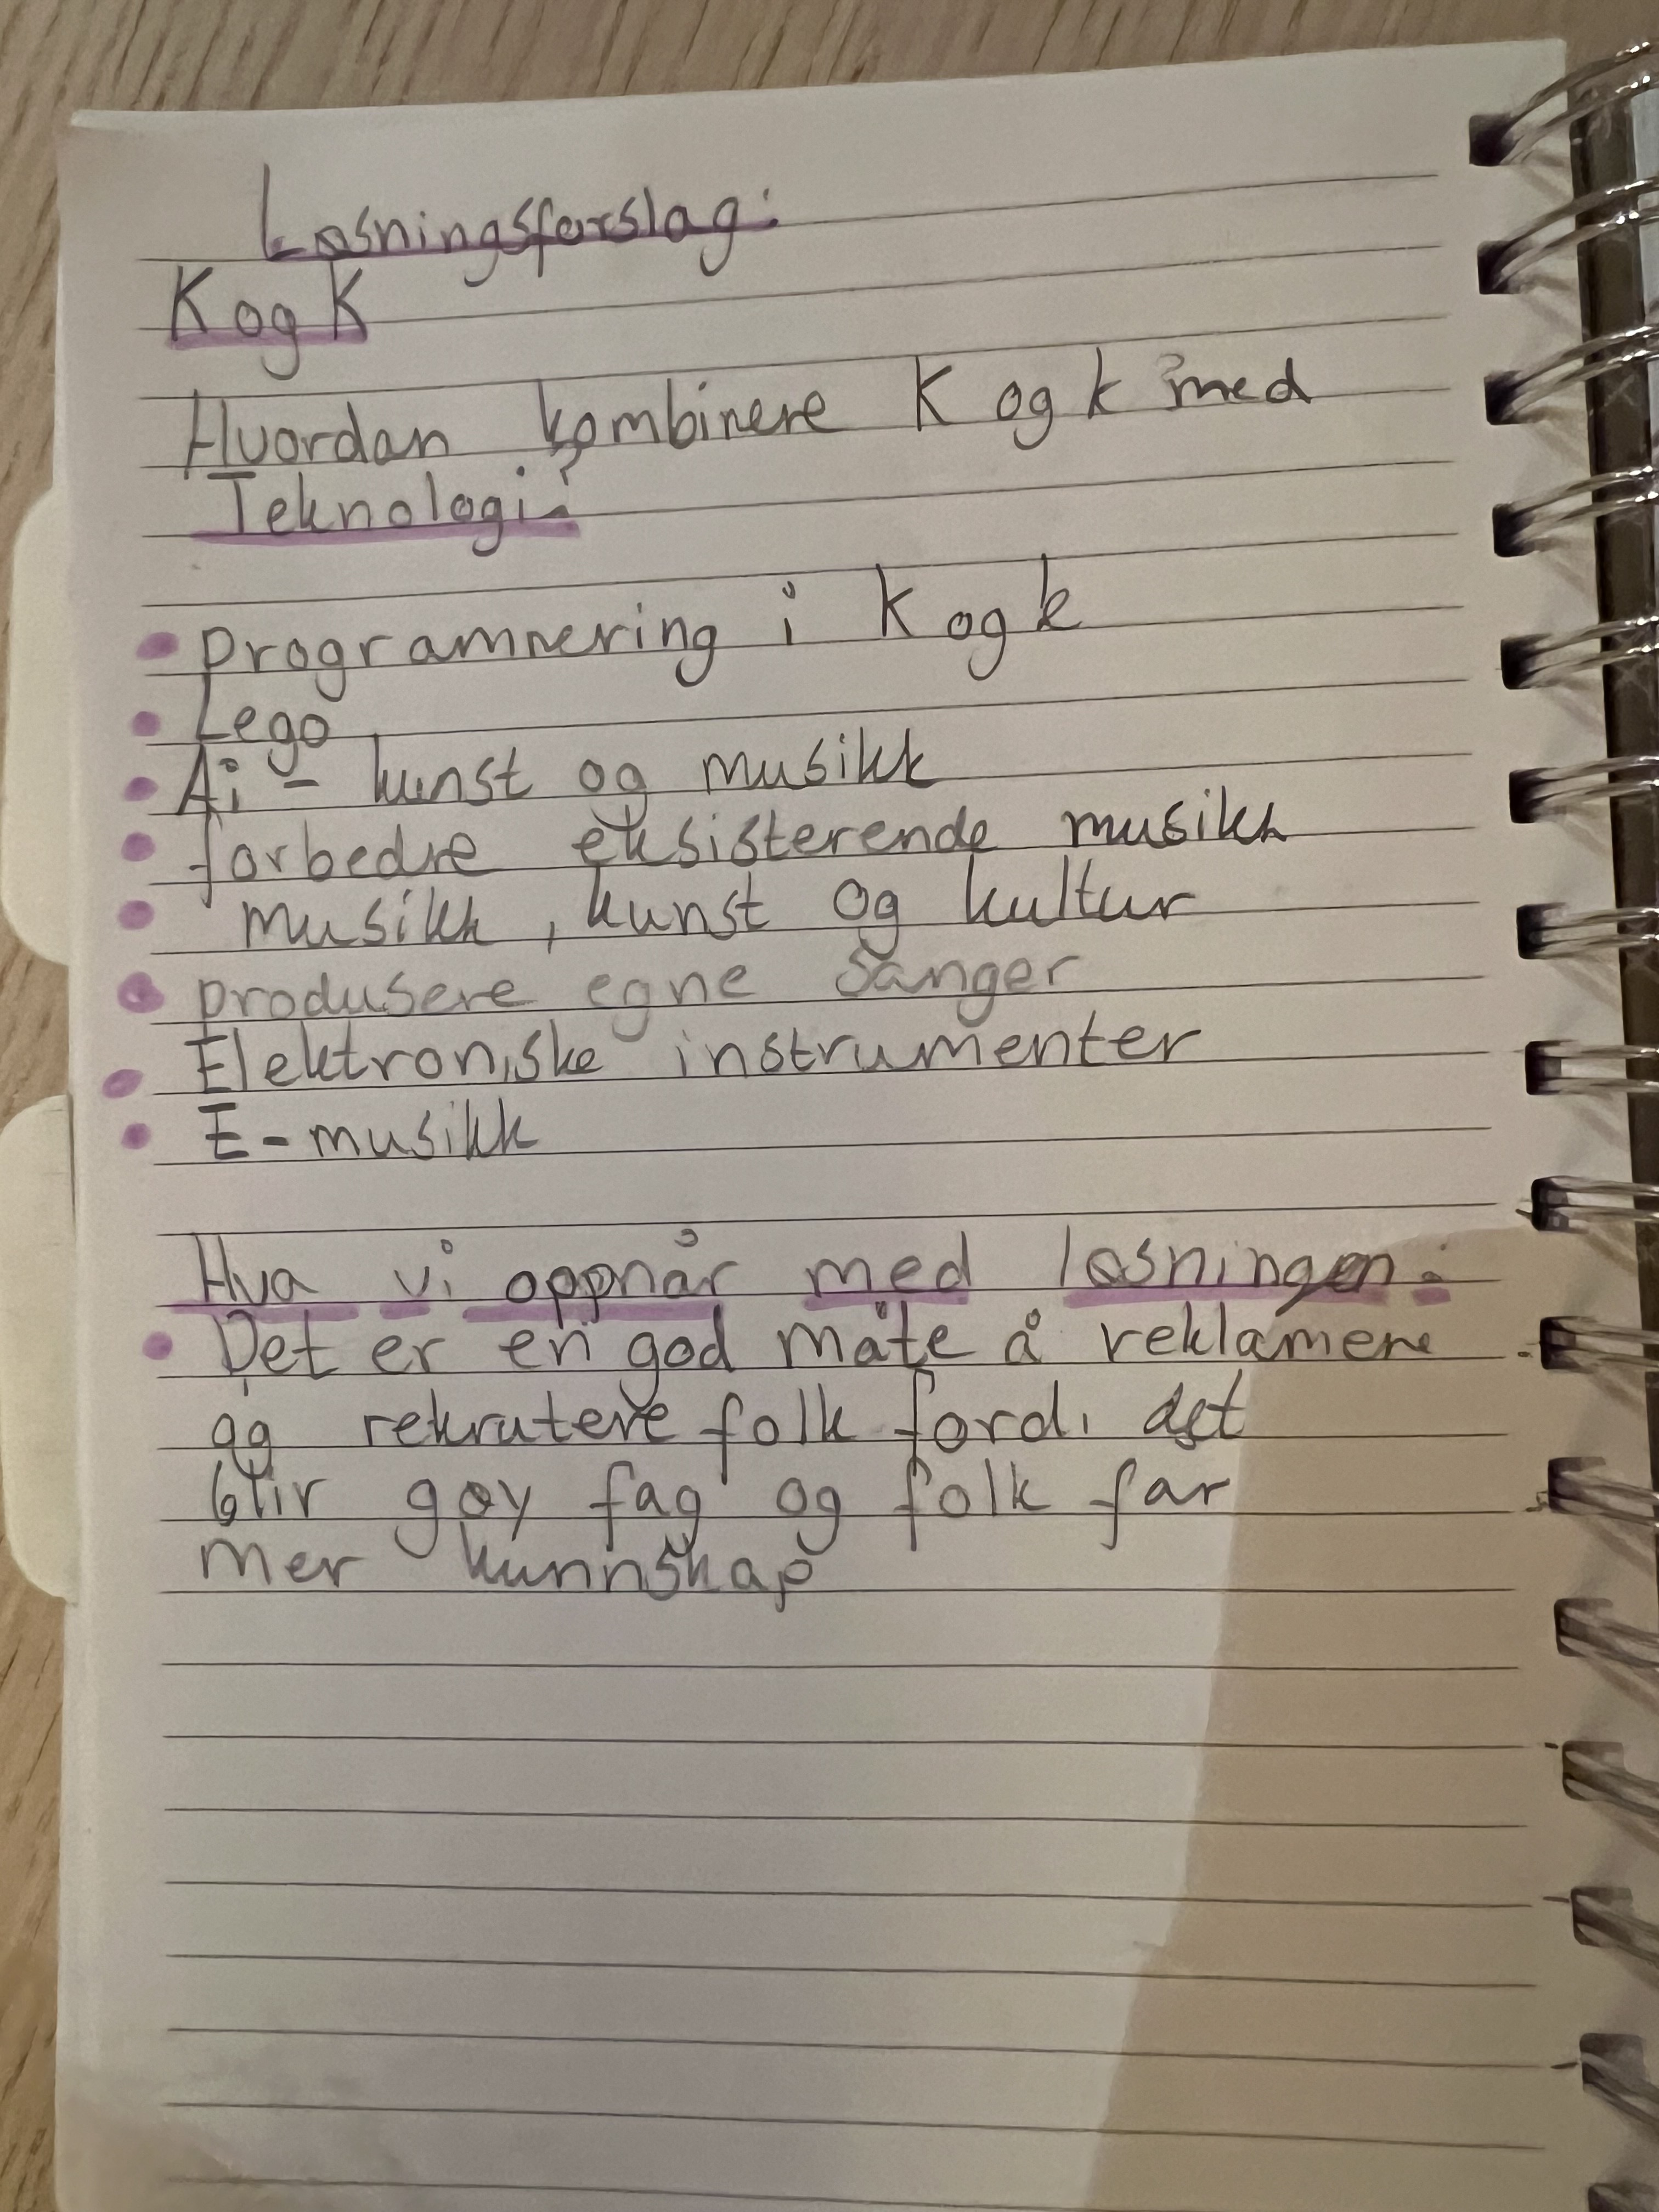 Løsningsforslag:
K og K
Hvordan kombinere K og k med
Teknologi?
programmering i K og k
Lego
Ai - kunst og musikk
forbedre eksisterende musikk
musikk, kunst og kultur
produsere egne sanger
Elektroniske instrumenter
E-musikk
Hva vi oppnår med løsningen:
Det er en god måte å reklamere
og rekrutere folk fordi det
blir gøy fag og folk får
mer kunnskap